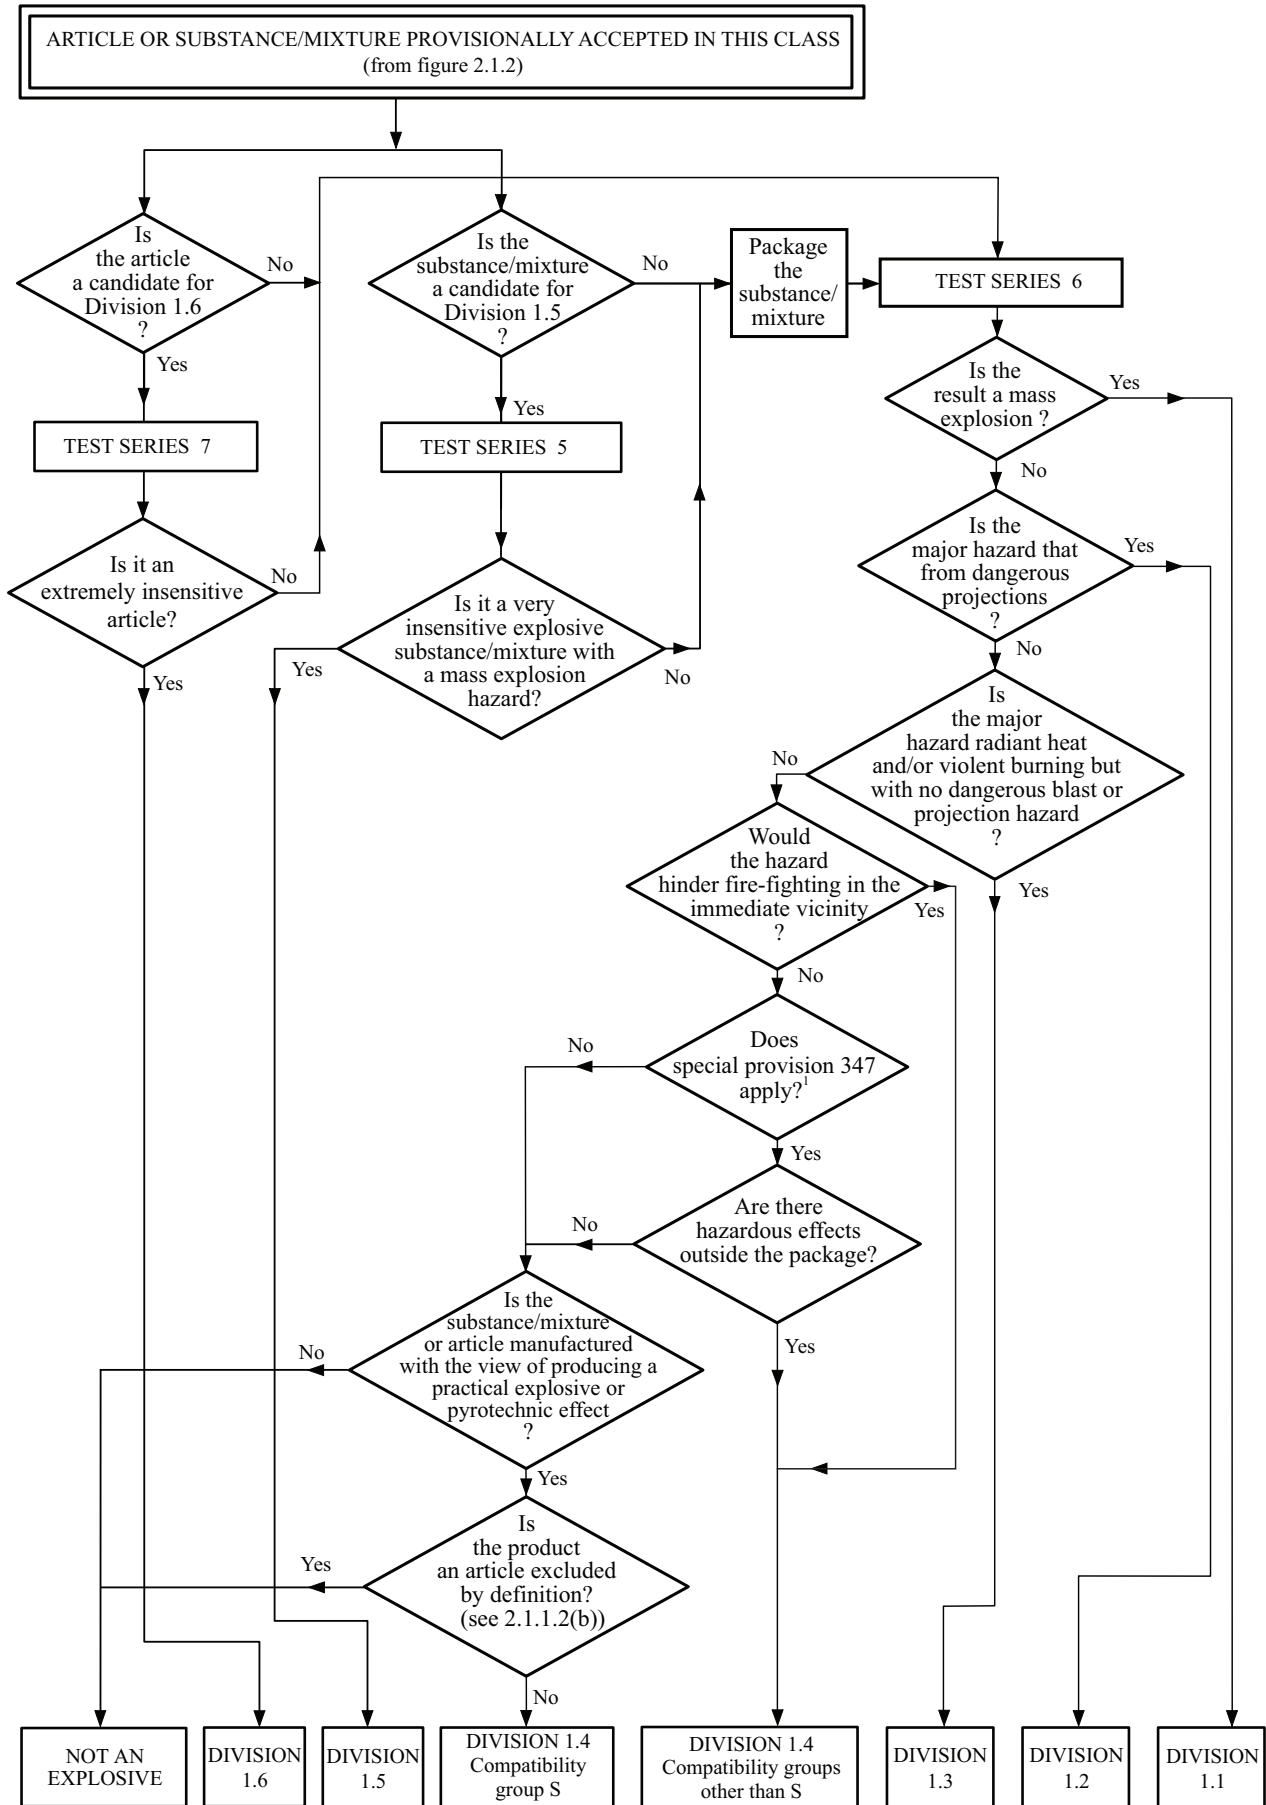 ARTICLE OR SUBSTANCE/MIXTURE PROVISIONALLY ACCEPTED IN THIS CLASS
(from figure 2.1.2)
Is
the article
a candidate for
Division 1.6
?
No
Yes
TEST SERIES 7
Is it an
extremely insensitive
article?
No
Yes
Is the
substance/mixture
a candidate for
Division 1.5
?
No
Yes
TEST SERIES 5
Is it a very
insensitive explosive
substance/mixture with
a mass explosion
hazard?
Yes
No
Package
the
substance/
mixture
TEST SERIES 6
Is the
result a mass
explosion ?
Yes
No
Is the
major hazard that
from dangerous
projections
?
Yes
No
Is
the major
hazard radiant heat
and/or violent burning but
with no dangerous blast or
projection hazard
?
No
Yes
Would
the hazard
hinder fire-fighting in the
immediate vicinity
?
Yes
No
Does
special provision 347
apply?¹
No
Yes
Are there
hazardous effects
outside the package?
No
Yes
Is the
substance/mixture
or article manufactured
with the view of producing a
practical explosive or
pyrotechnic effect
?
No
Yes
Is
the product
an article excluded
by definition?
(see 2.1.1.2(b))
Yes
No
NOT AN
EXPLOSIVE
DIVISION
1.6
DIVISION
1.5
DIVISION 1.4
Compatibility
group S
DIVISION 1.4
Compatibility groups
other than S
DIVISION
1.3
DIVISION
1.2
DIVISION
1.1